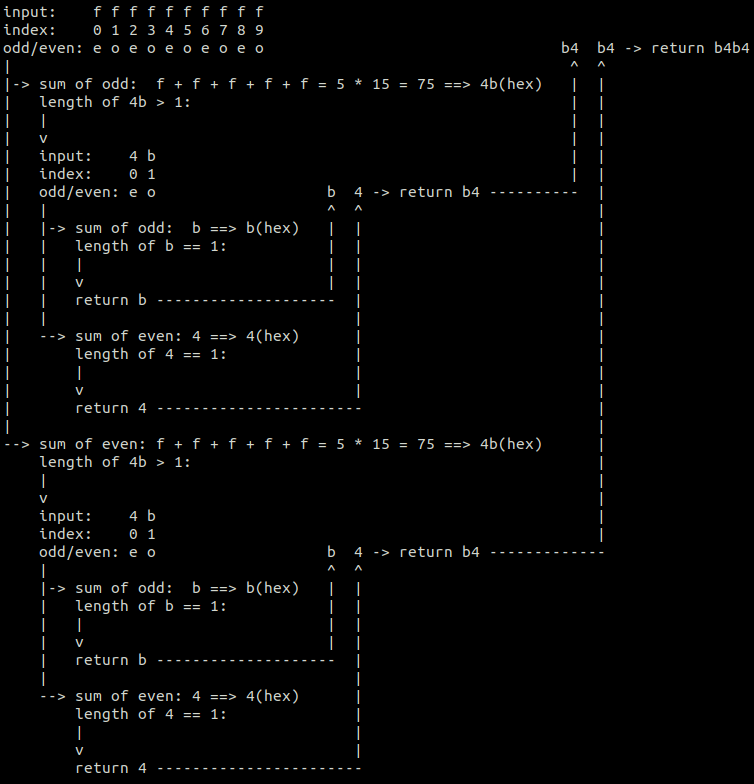 input:    f f f f f f f f f f
index:    0 1 2 3 4 5 6 7 8 9
odd/even: e o e o e o e o e o                                 b4  b4 -> return b4b4
|                                                              ^  ^
|-> sum of odd:  f + f + f + f + f = 5 * 15 = 75 ==> 4b(hex)   |  |
|   length of 4b > 1:                                          |  |
|   |                                                          |  |
|   v                                                          |  |
|   input:    4 b                                              |  |
|   index:    0 1                                              |  |
|   odd/even: e o                   b  4 -> return b4 ----------  |
|   |                               ^  ^                          |
|   |-> sum of odd:  b ==> b(hex)   |  |                          |
|   |   length of b == 1:           |  |                          |
|   |   |                           |  |                          |
|   |   v                           |  |                          |
|   |   return b --------------------  |                          |
|   |                                  |                          |
|   --> sum of even: 4 ==> 4(hex)      |                          |
|       length of 4 == 1:              |                          |
|       |                              |                          |
|       v                              |                          |
|       return 4 -----------------------                          |
|                                                                 |
--> sum of even: f + f + f + f + f = 5 * 15 = 75 ==> 4b(hex)      |
    length of 4b > 1:                                             |
    |                                                             |
    v                                                             |
    input:    4 b                                                 |
    index:    0 1                                                 |
    odd/even: e o                   b  4 -> return b4 -------------
    |                               ^  ^
    |-> sum of odd:  b ==> b(hex)   |  |
    |   length of b == 1:           |  |
    |   |                           |  |
    |   v                           |  |
    |   return b --------------------  |
    |                                  |
    --> sum of even: 4 ==> 4(hex)      |
        length of 4 == 1:              |
        |                              |
        v                              |
        return 4 -----------------------